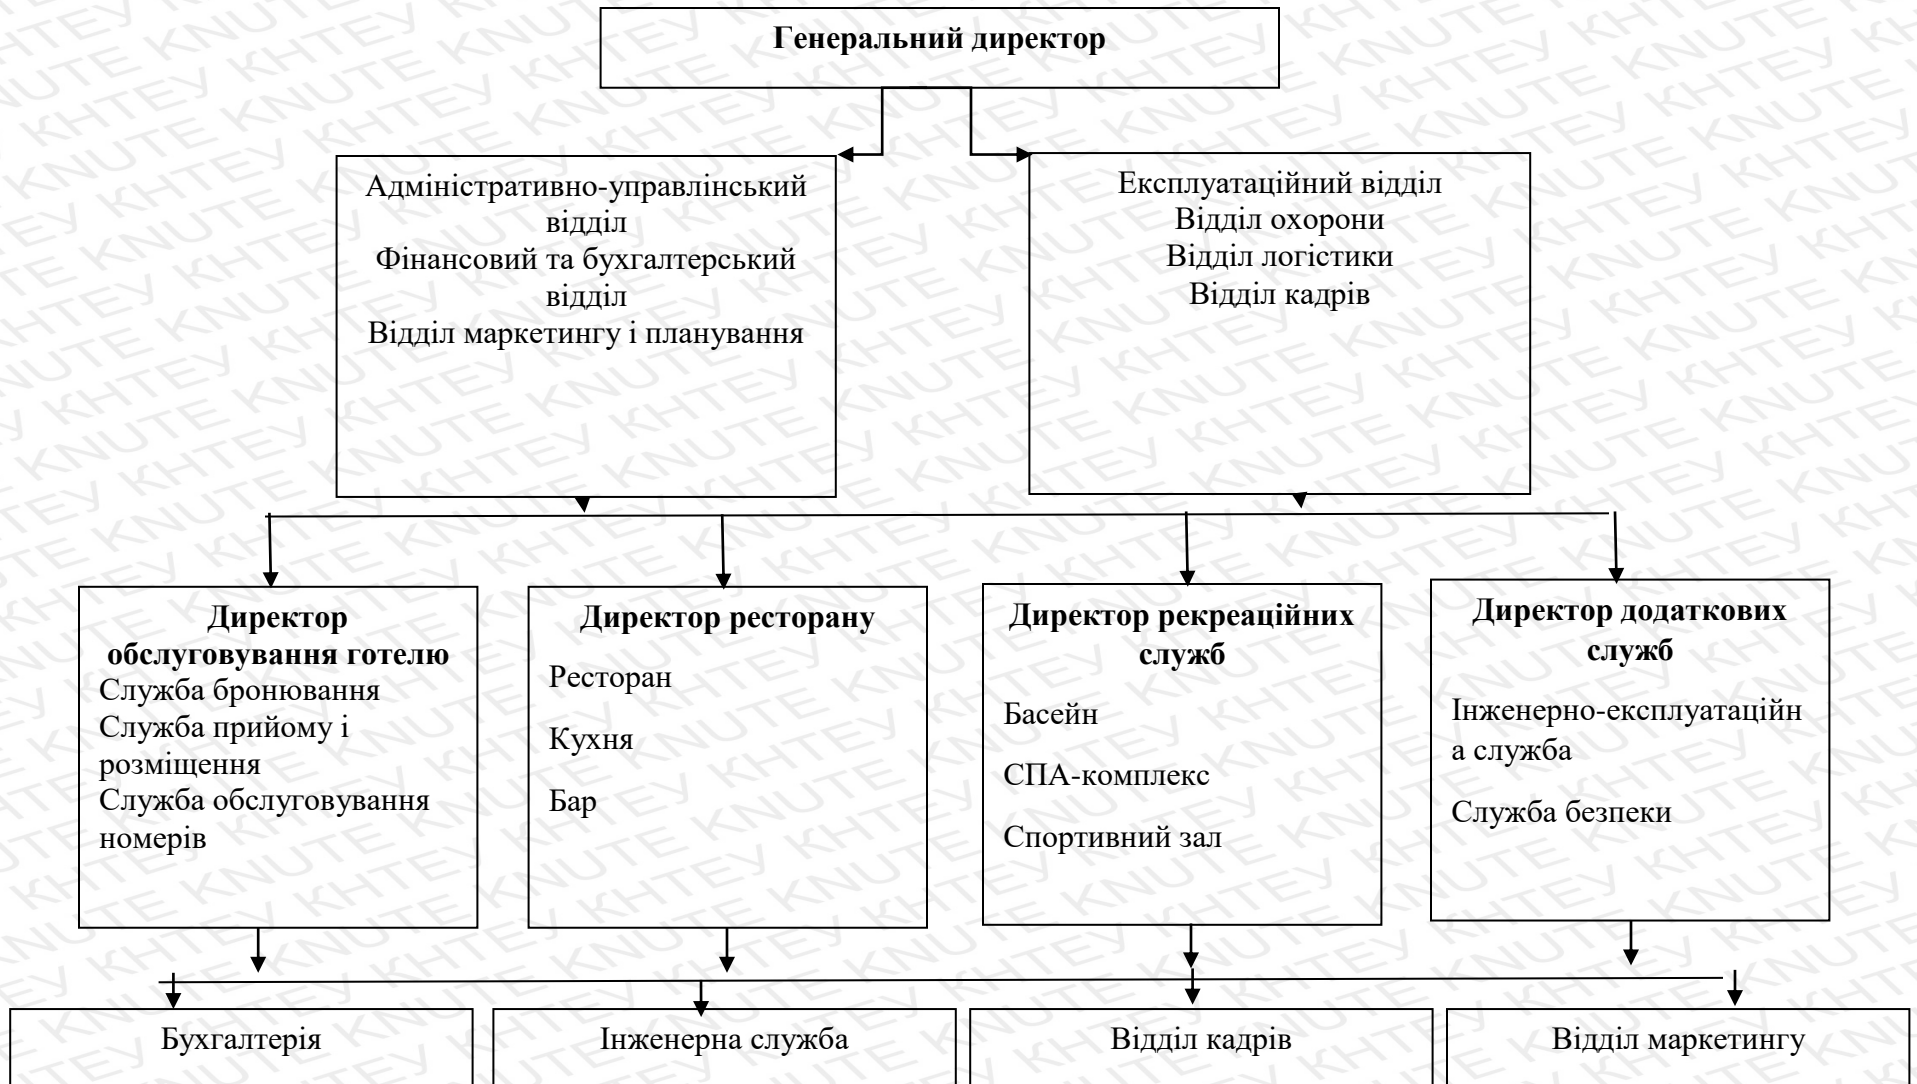 Генеральний директор
Адміністративно-управлінський
відділ
Фінансовий та бухгалтерський
відділ
Відділ маркетингу і планування
Експлуатаційний відділ
Відділ охорони
Відділ логістики
Відділ кадрів
Директор
обслуговування готелю
Служба бронювання
Служба прийому і
розміщення
Служба обслуговування
номерів
Директор ресторану
Ресторан
Кухня
Бар
Директор рекреаційних
служб
Басейн
СПА-комплекс
Спортивний зал
Директор додаткових
служб
Інженерно-експлуатаційн
а служба
Служба безпеки
Бухгалтерія
Інженерна служба
Відділ кадрів
Відділ маркетингу